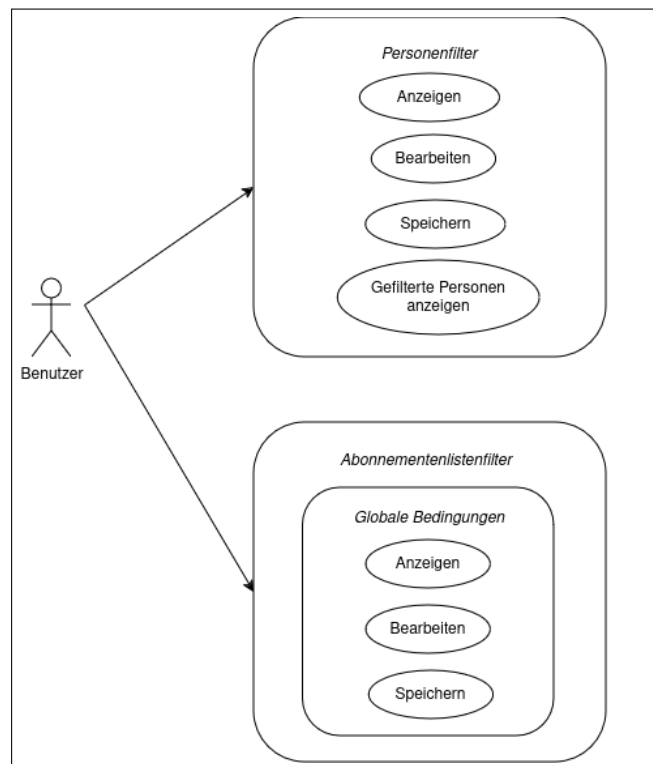 Personenfilter
Anzeigen
Bearbeiten
Speichern
Gefilterte Personen
anzeigen
Benutzer
Abonnementenlistenfilter
Globale Bedingungen
Anzeigen
Bearbeiten
Speichern